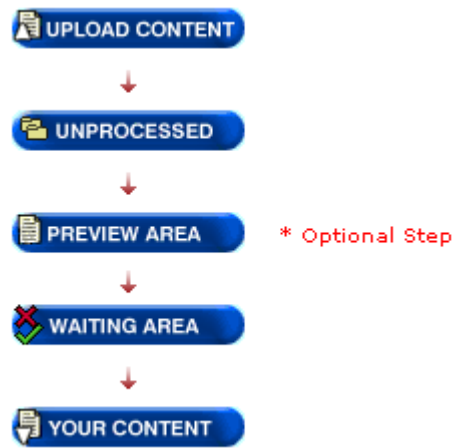 UPLOAD CONTENT
UNPROCESSED
PREVIEW AREA * Optional Step
WAITING AREA
YOUR CONTENT